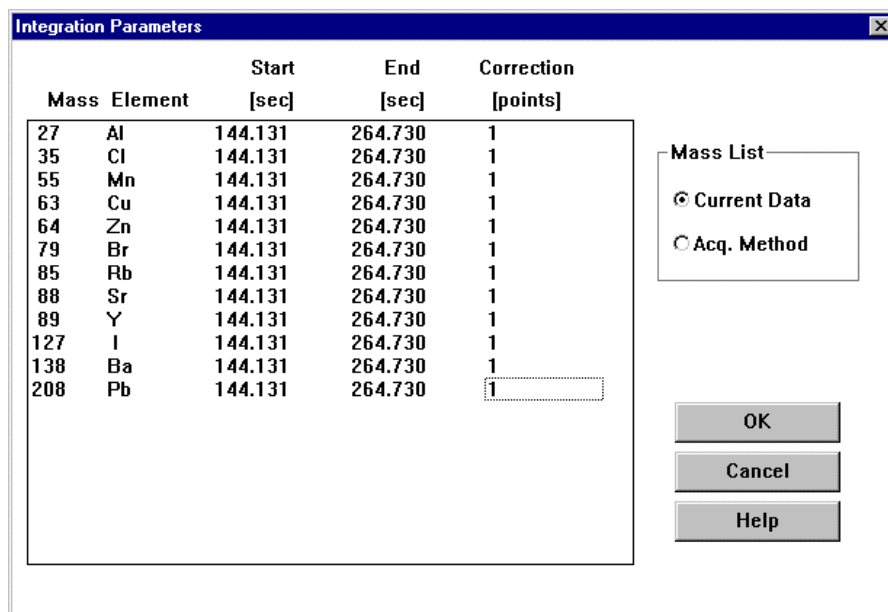 Integration Parameters
Start End Correction
Mass Element [sec] [sec] [points]
27 Al 144.131 264.730 1
35 Cl 144.131 264.730 1
55 Mn 144.131 264.730 1
63 Cu 144.131 264.730 1
64 Zn 144.131 264.730 1
79 Br 144.131 264.730 1
85 Rb 144.131 264.730 1
88 Sr 144.131 264.730 1
89 Y 144.131 264.730 1
127 I 144.131 264.730 1
138 Ba 144.131 264.730 1
208 Pb 144.131 264.730 1
Mass List
Current Data
Acq. Method
OK
Cancel
Help